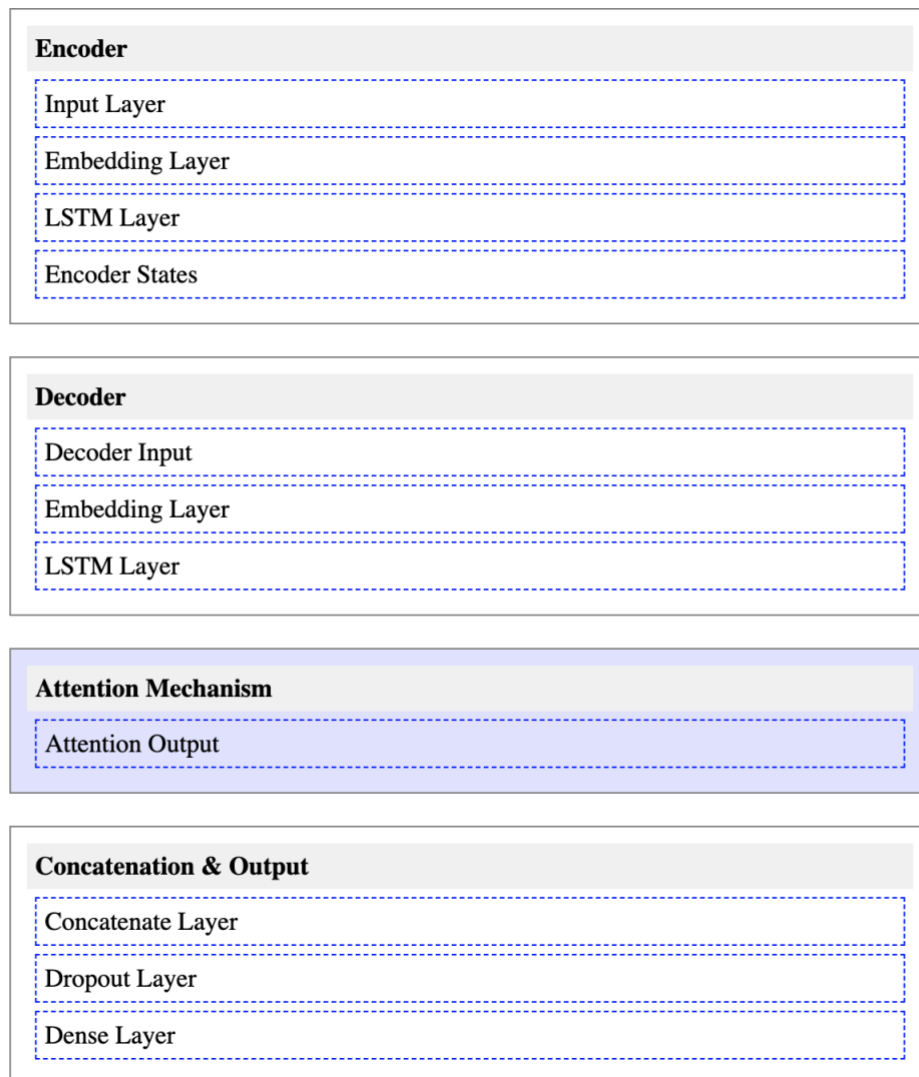 Encoder
Input Layer
Embedding Layer
LSTM Layer
Encoder States
Decoder
Decoder Input
Embedding Layer
LSTM Layer
Attention Mechanism
Attention Output
Concatenation & Output
Concatenate Layer
Dropout Layer
Dense Layer